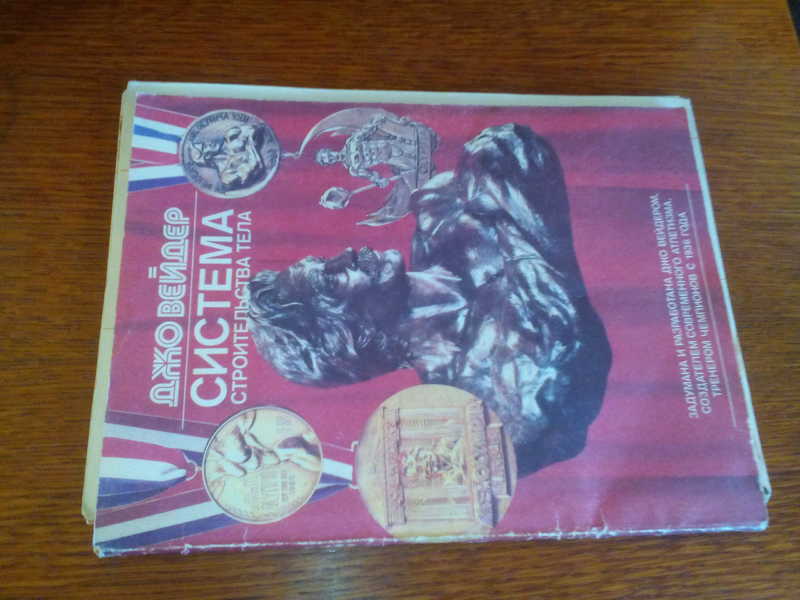 ДЖО ВЕЙДЕР
СИСТЕМА
СТРОИТЕЛЬСТВА ТЕЛА
ЗАДУМАНА И РАЗРАБОТАНА ДЖО ВЕЙДЕРОМ,
СОЗДАТЕЛЕМ СОВРЕМЕННОГО АТЛЕТИЗМА,
ТРЕНЕРОМ ЧЕМПИОНОВ С 1936 ГОДА